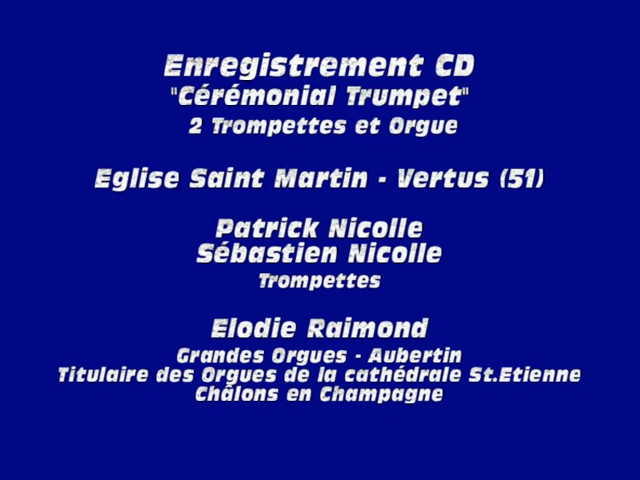 Enregistrement CD
"Cérémonial Trumpet"
2 Trompettes et Orgue
Eglise Saint Martin - Vertus (51)
Patrick Nicolle
Sébastien Nicolle
Trompettes
Elodie Raimond
Grandes Orgues - Aubertin
Titulaire des Orgues de la cathédrale St.Etienne
Châlons en Champagne